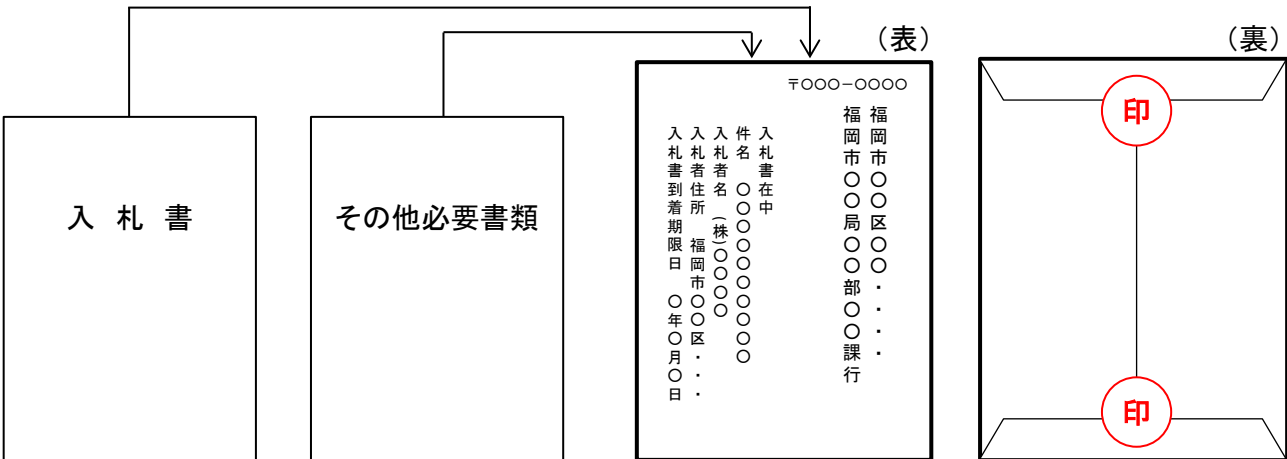 入 札 書
その他必要書類
（表）
〒○○○－○○○○
福岡市○○区○○・・・・
福岡市○○局○○部○○課行
入札書在中
件名　○○○○○○○○○
入札者名　(株)○○○○
入札者住所　福岡市○○区・・・
入札書到着期限日　○年○月○日
（裏）
印
印